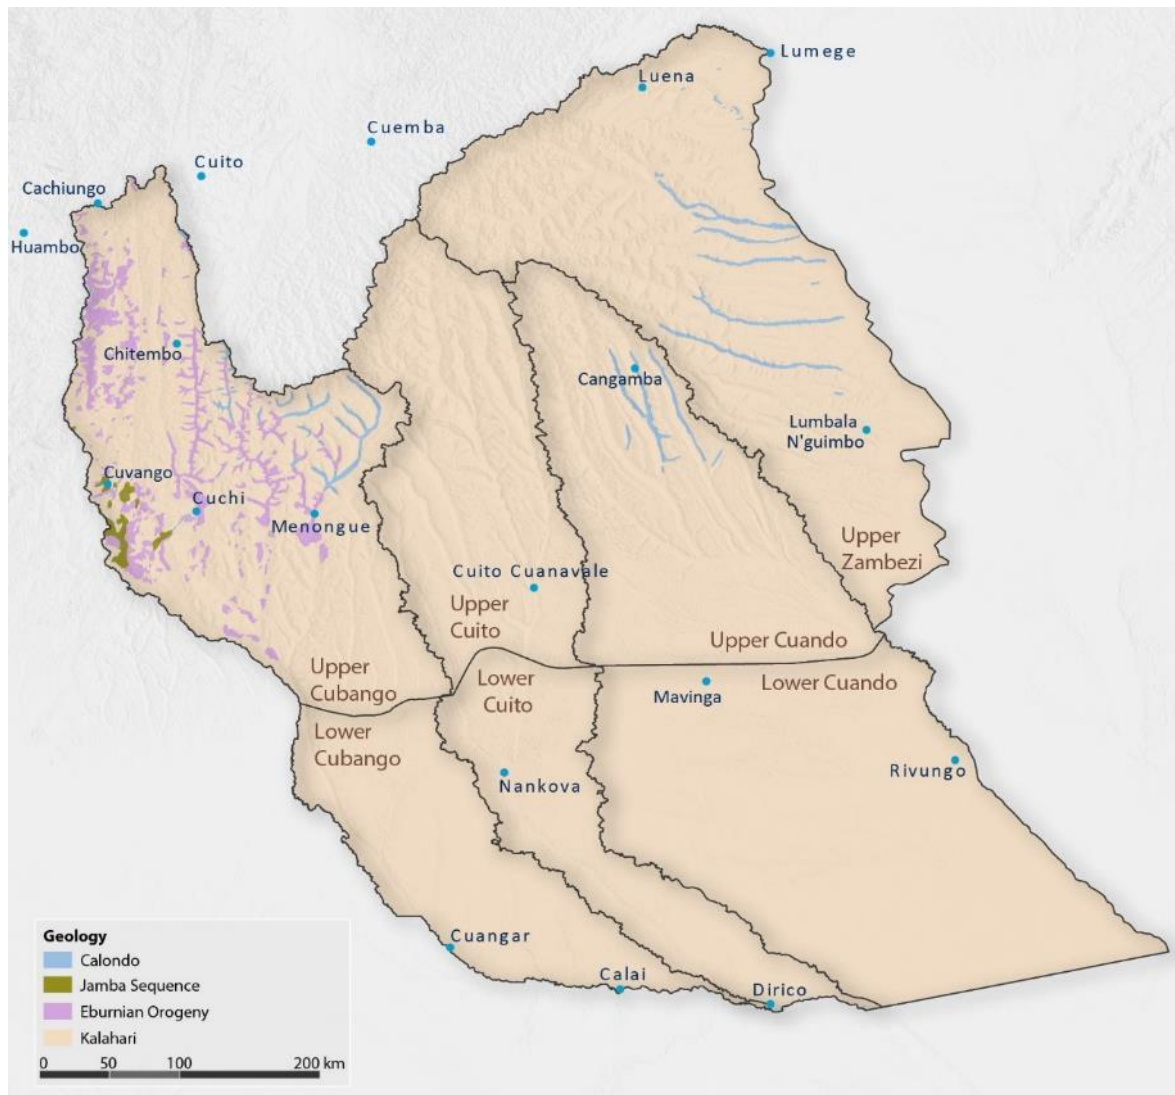 Lumege
Luena
Cuemba
Cuito
Cachiungo
Huambo
Chitembo
Cangamba
Lumbala
N'guimbo
Cuvango
Cuchi
Menongue
Upper
Zambezi
Cuito Cuanavale
Upper
Cuito
Upper Cuando
Upper
Cubango
Lower
Cuito
Mavinga
Lower Cuando
Lower
Cubango
Rivungo
Nankova
Cuangar
Calai
Dirico
Geology
Calondo
Jamba Sequence
Eburnian Orogeny
Kalahari
0 50 100 200 km